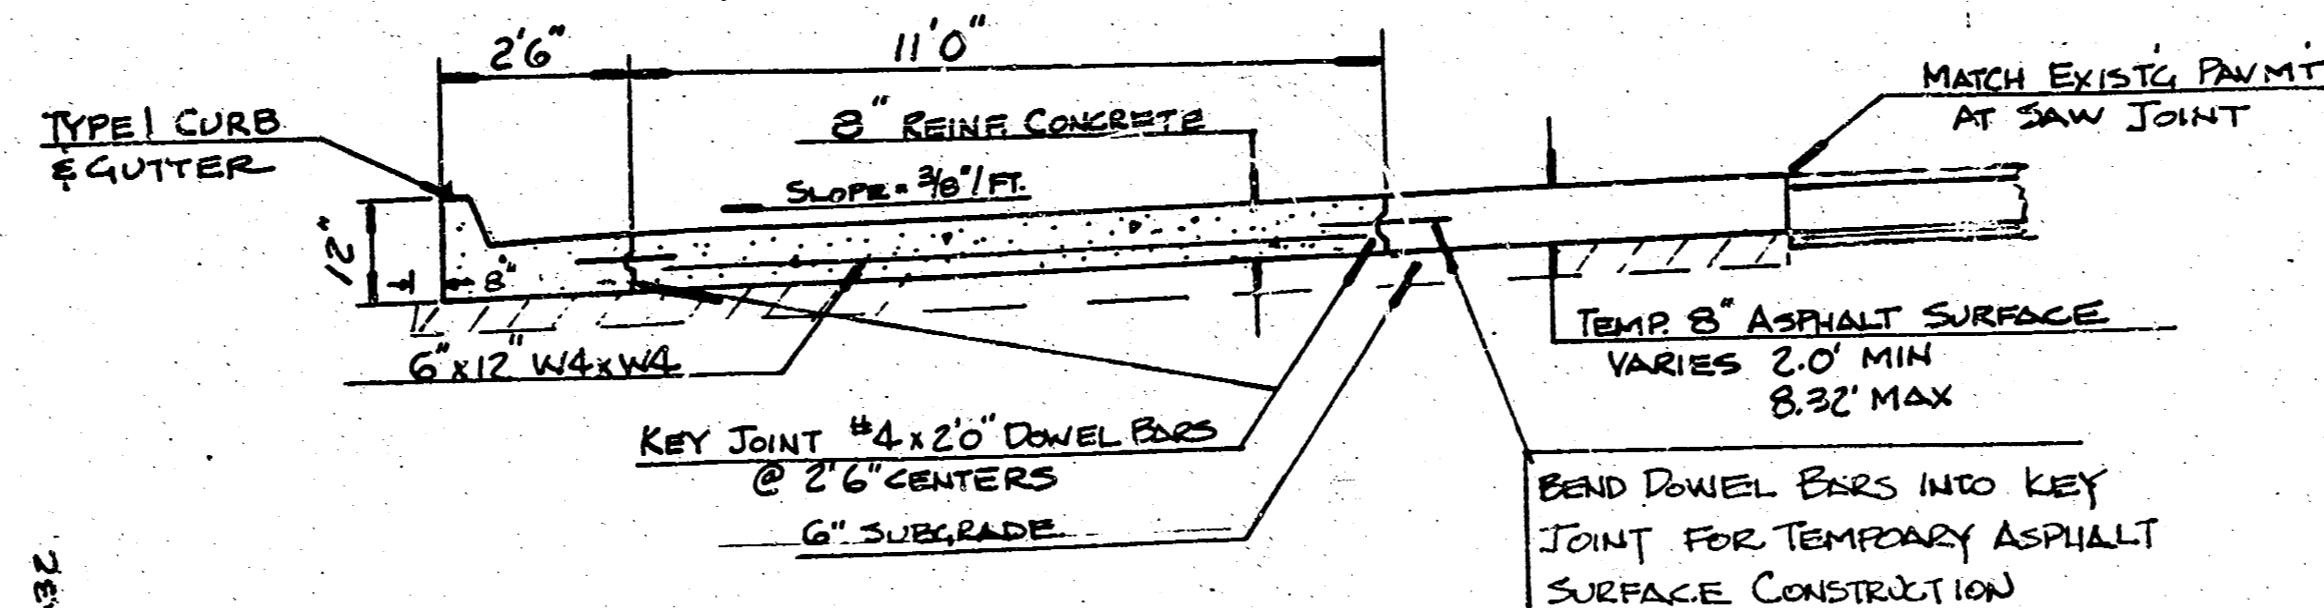 2'6"
11'0"
TYPE 1 CURB
& GUTTER
8" REINF. CONCRETE
SLOPE = 3/8"/FT.
MATCH EXIST'G PAVM'T
AT SAW JOINT
12"
8"
6"x12" W4xW4
KEY JOINT #4 x 2'0" DOWEL BARS
@ 2'6" CENTERS
6" SUBGRADE
TEMP. 8" ASPHALT SURFACE
VARIES 2.0' MIN
8.32' MAX
BEND DOWEL BARS INTO KEY
JOINT FOR TEMPOARY ASPHALT
SURFACE CONSTRUCTION